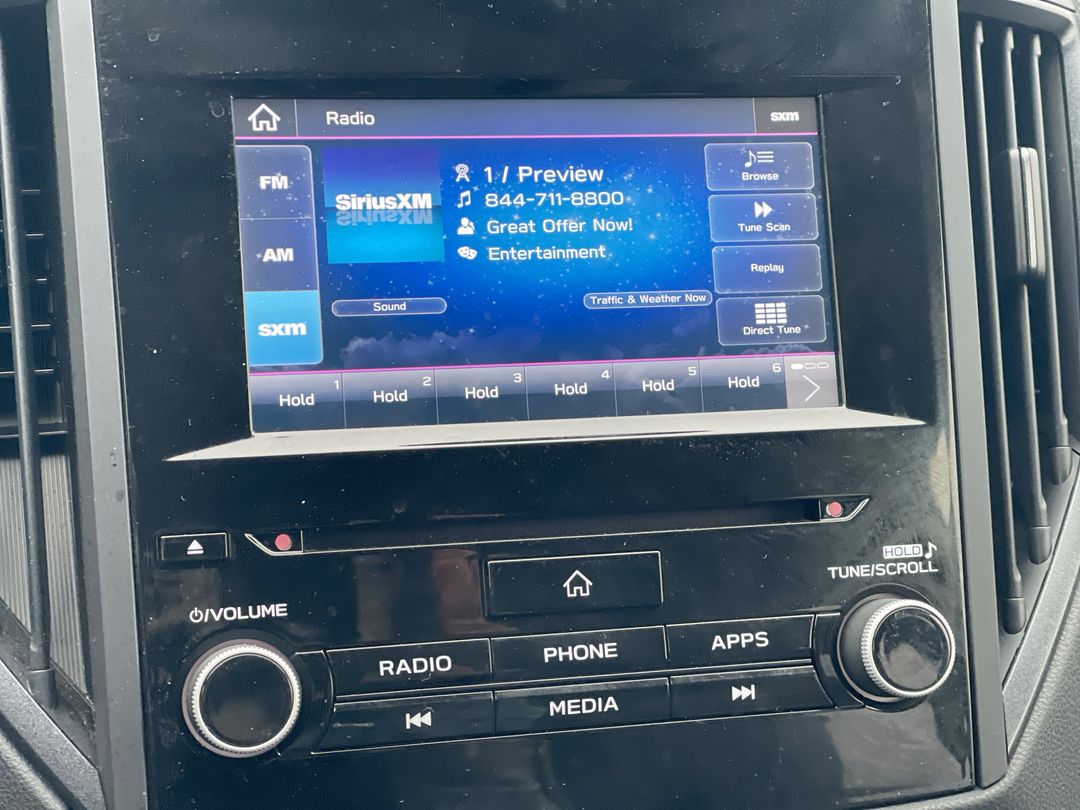 Radio
sxm
FM
AM
sxm
SiriusXM
1 / Preview
844-711-8800
Great Offer Now!
Entertainment
Sound
Traffic & Weather Now
Browse
Tune Scan
Replay
Direct Tune
1 Hold
2 Hold
3 Hold
4 Hold
5 Hold
6 Hold
HOLD
TUNE/SCROLL
/VOLUME
RADIO
PHONE
APPS
MEDIA